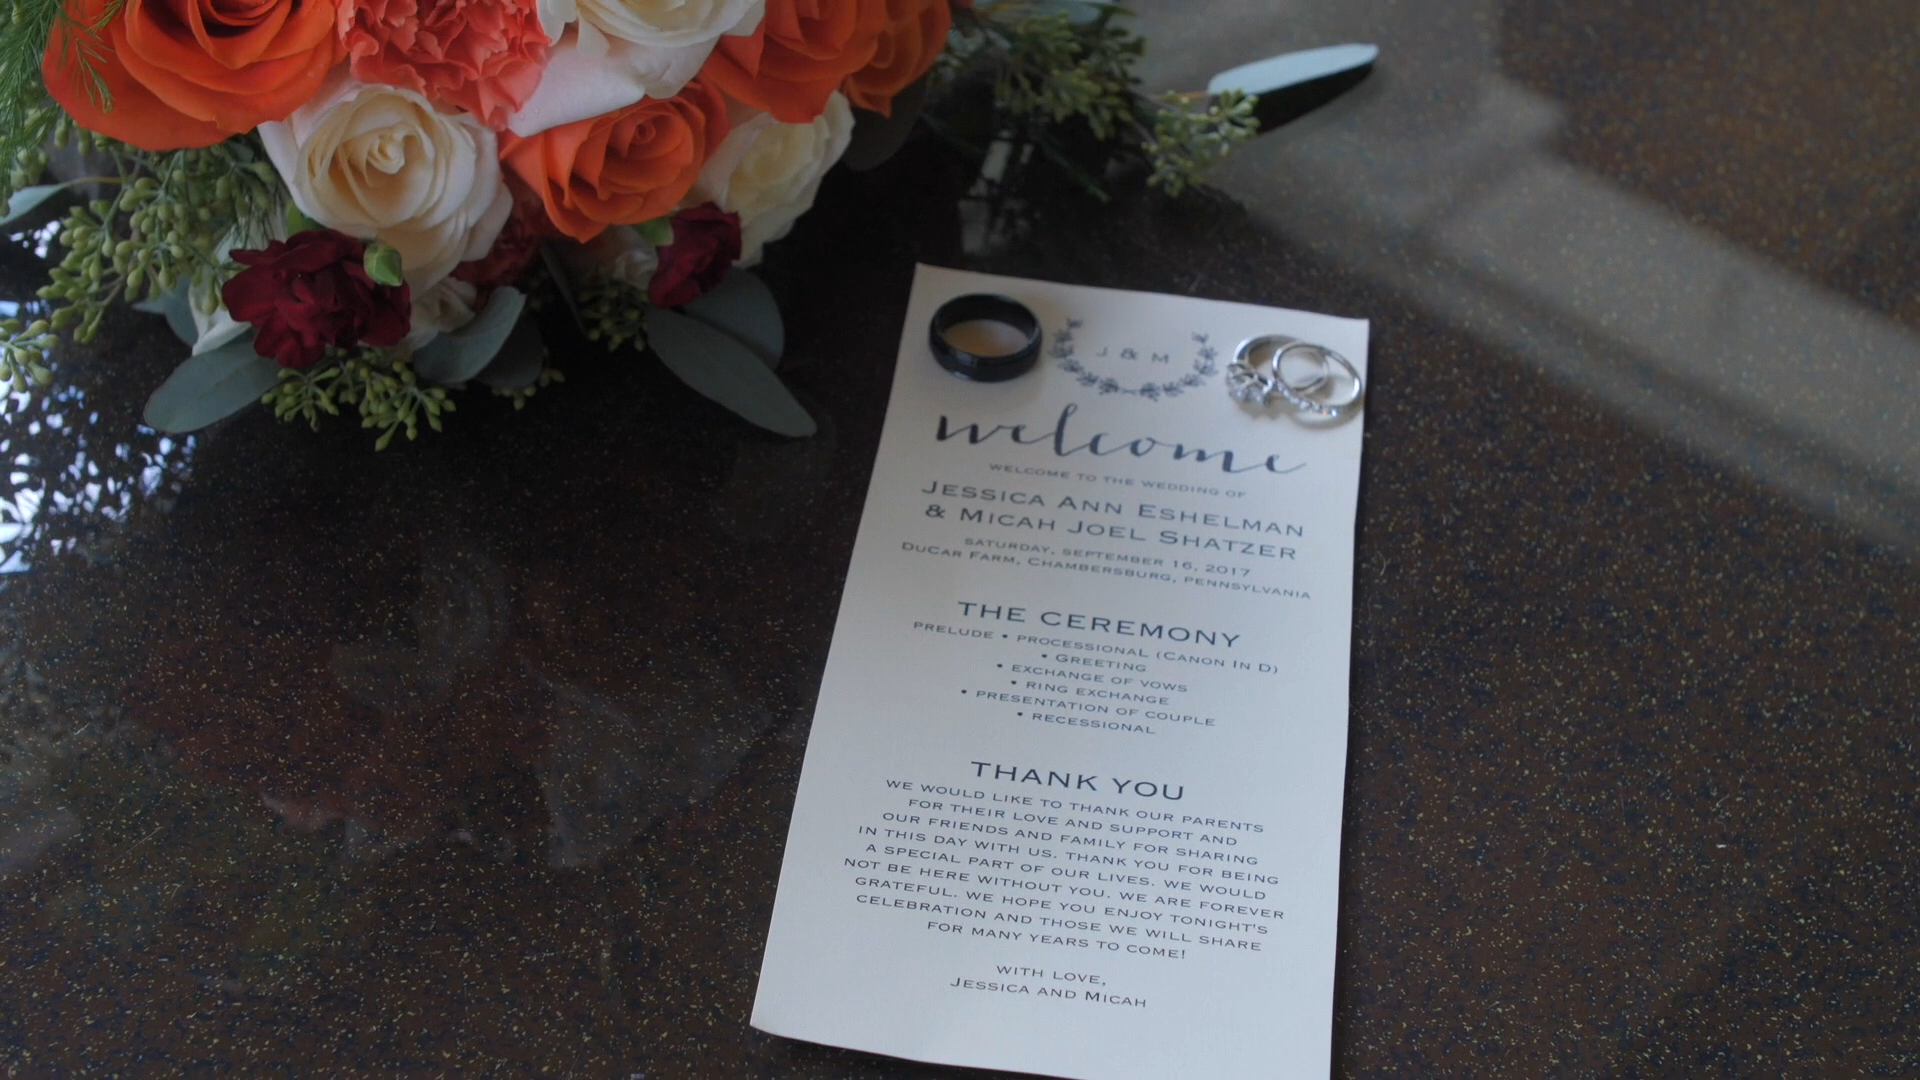 J & M
welcome
WELCOME TO THE WEDDING OF
JESSICA ANN ESHELMAN
& MICAH JOEL SHATZER
SATURDAY, SEPTEMBER 16, 2017
DUCAR FARM, CHAMBERSBURG, PENNSYLVANIA
THE CEREMONY
PRELUDE • PROCESSIONAL (CANON IN D)
• GREETING
• EXCHANGE OF VOWS
• RING EXCHANGE
• PRESENTATION OF COUPLE
• RECESSIONAL
THANK YOU
WE WOULD LIKE TO THANK OUR PARENTS
FOR THEIR LOVE AND SUPPORT AND
OUR FRIENDS AND FAMILY FOR SHARING
IN THIS DAY WITH US. THANK YOU FOR BEING
A SPECIAL PART OF OUR LIVES. WE WOULD
NOT BE HERE WITHOUT YOU. WE ARE FOREVER
GRATEFUL. WE HOPE YOU ENJOY TONIGHT'S
CELEBRATION AND THOSE WE WILL SHARE
FOR MANY YEARS TO COME!
WITH LOVE,
JESSICA AND MICAH